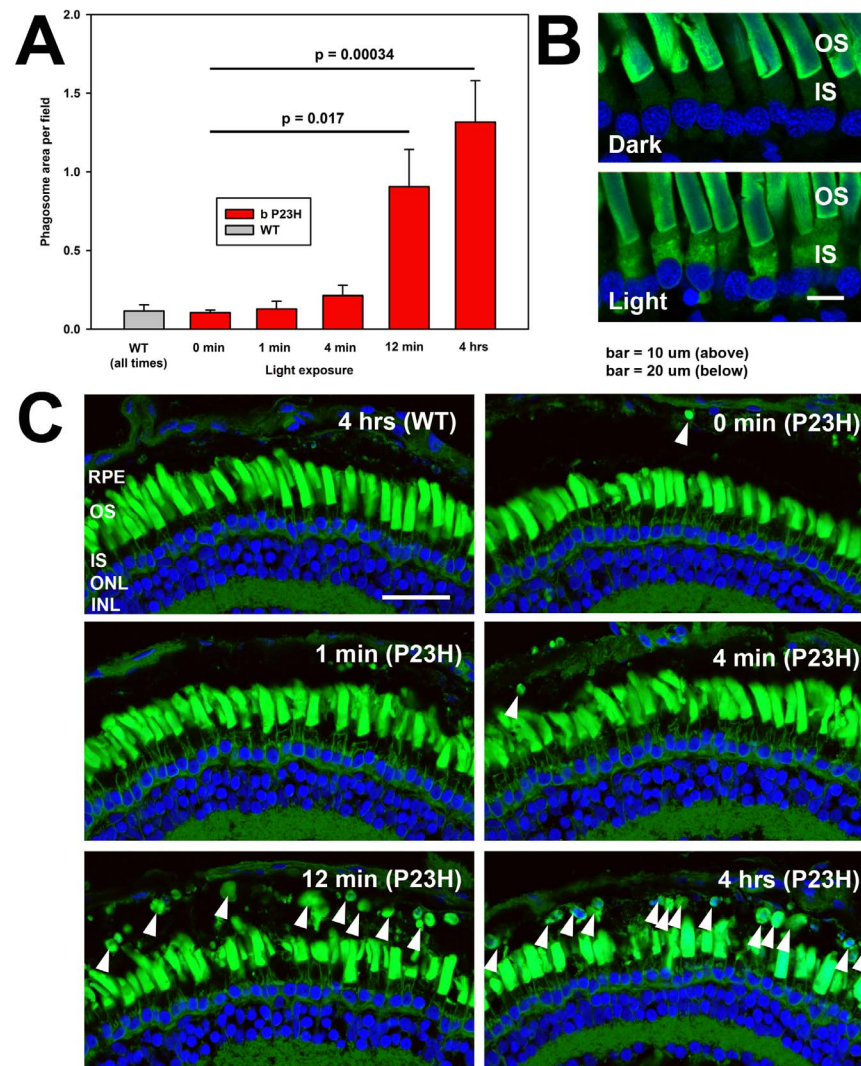 A
2.0
1.5
1.0
0.5
0.0
Phagosome area per field
p = 0.00034
p = 0.017
b P23H
WT
WT
(all times)
0 min
1 min
4 min
12 min
4 hrs
Light exposure
B
OS
IS
Dark
OS
IS
Light
bar = 10 um (above)
bar = 20 um (below)
C
4 hrs (WT)
RPE
OS
IS
ONL
INL
0 min (P23H)
1 min (P23H)
4 min (P23H)
12 min (P23H)
4 hrs (P23H)